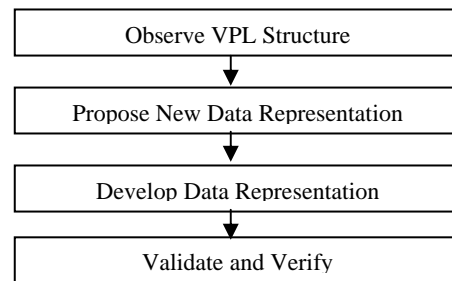 Observe VPL Structure
Propose New Data Representation
Develop Data Representation
Validate and Verify